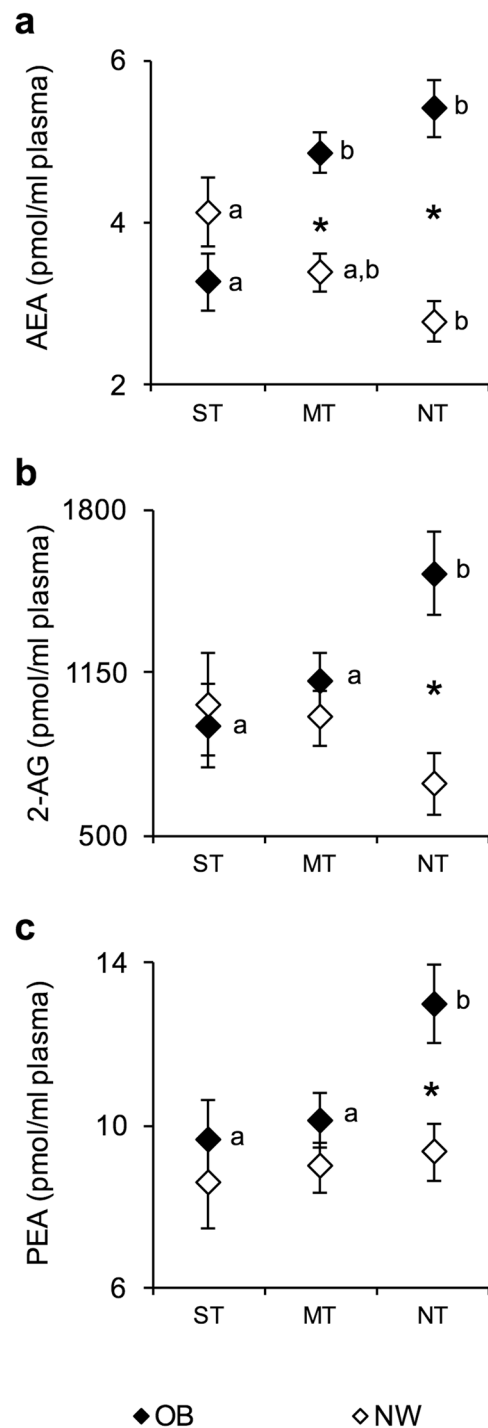 a
AEA (pmol/ml plasma)
6
4
2
a
a
b
*
a,b
b
*
b
ST MT NT
b
2-AG (pmol/ml plasma)
1800
1150
500
a
a
b
*
ST MT NT
c
PEA (pmol/ml plasma)
14
10
6
a
a
b
*
ST MT NT
OB NW